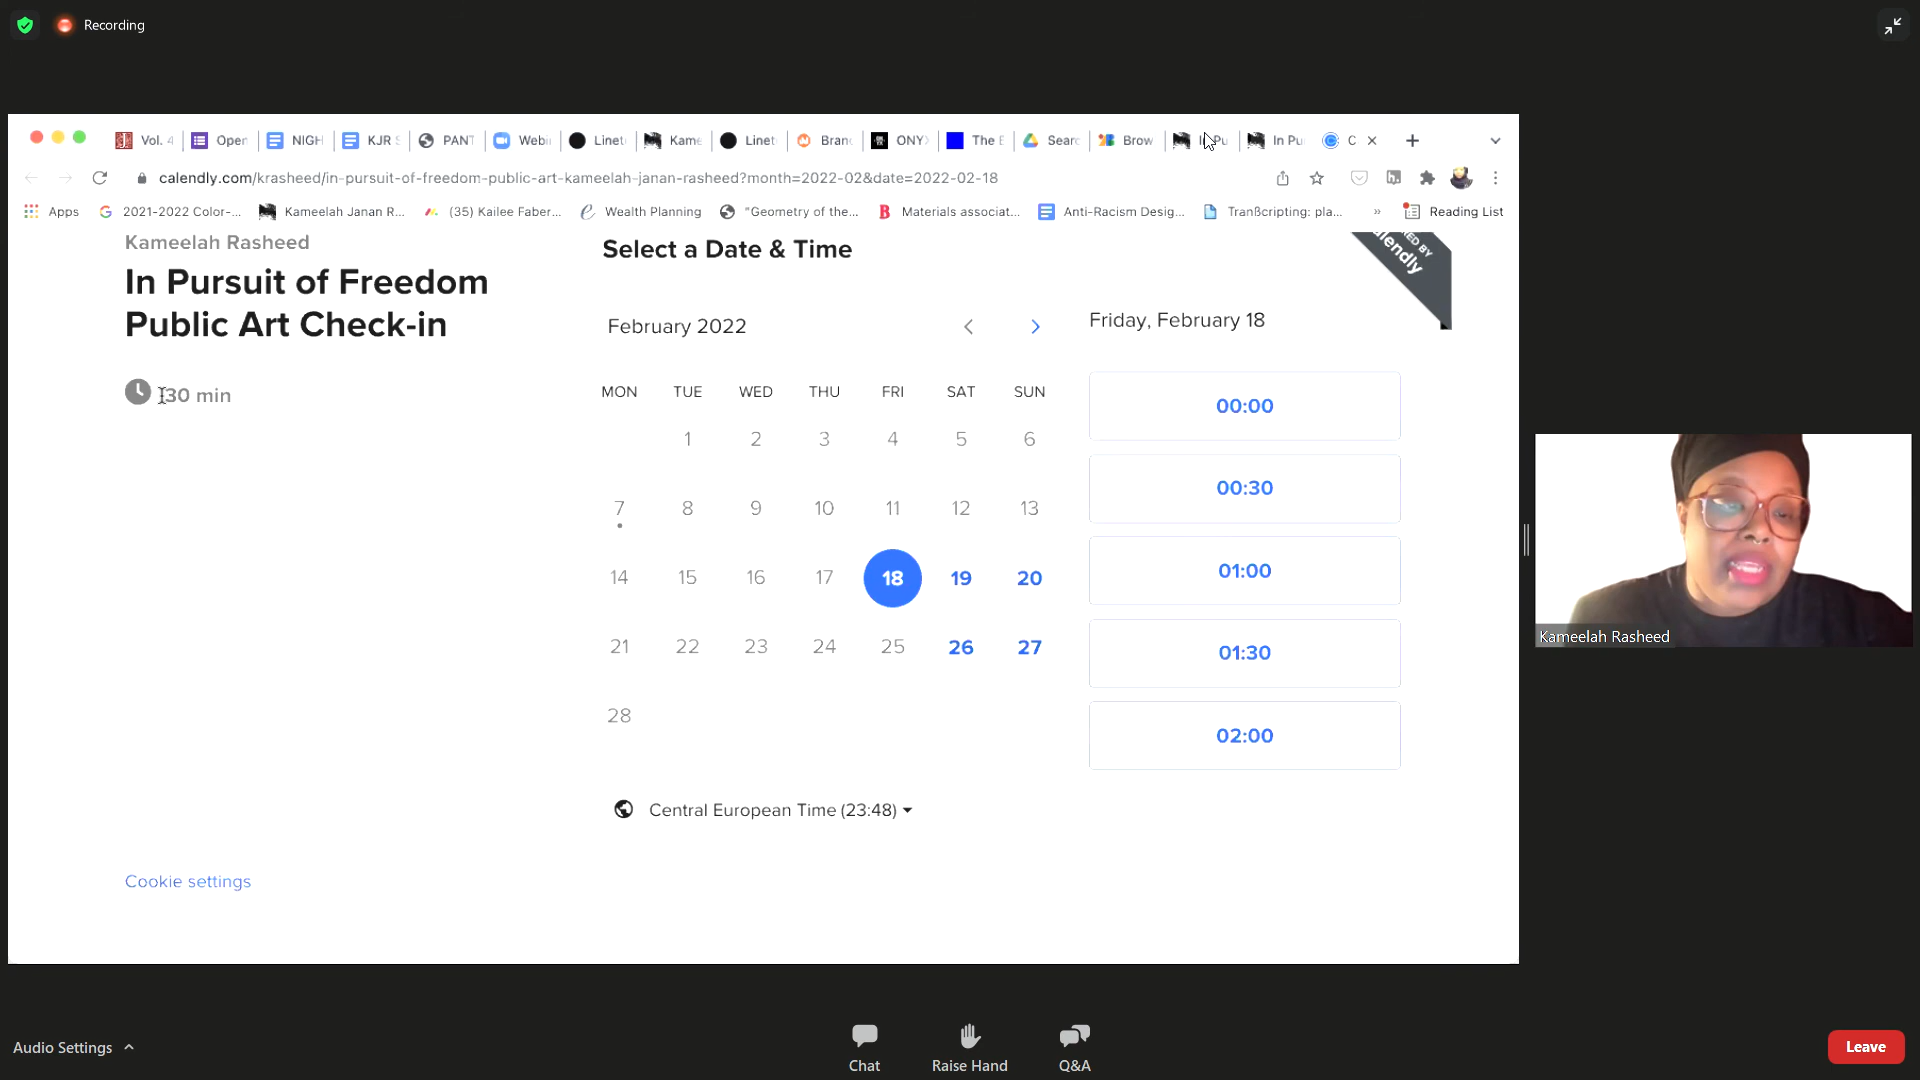 Recording
Vol. 4
Open
NIGH
KJR S
PANT
Webi
Linet
Kame
Linet
Bran
ONY
The E
Sear
Brow
In Pu
C
calendly.com/krasheed/in-pursuit-of-freedom-public-art-kameelah-janan-rasheed?month=2022-02&date=2022-02-18
Apps
2021-2022 Color-...
Kameelah Janan R...
(35) Kailee Faber...
Wealth Planning
"Geometry of the...
Materials associat...
Anti-Racism Desig...
Tranßcripting: pla...
»
Reading List
Kameelah Rasheed
In Pursuit of Freedom
Public Art Check-in
30 min
Cookie settings
Select a Date & Time
February 2022
MON TUE WED THU FRI SAT SUN
1 2 3 4 5 6
7 8 9 10 11 12 13
14 15 16 17 18 19 20
21 22 23 24 25 26 27
28
Central European Time (23:48)
Friday, February 18
00:00
00:30
01:00
01:30
02:00
Kameelah Rasheed
Audio Settings
Chat
Raise Hand
Q&A
Leave